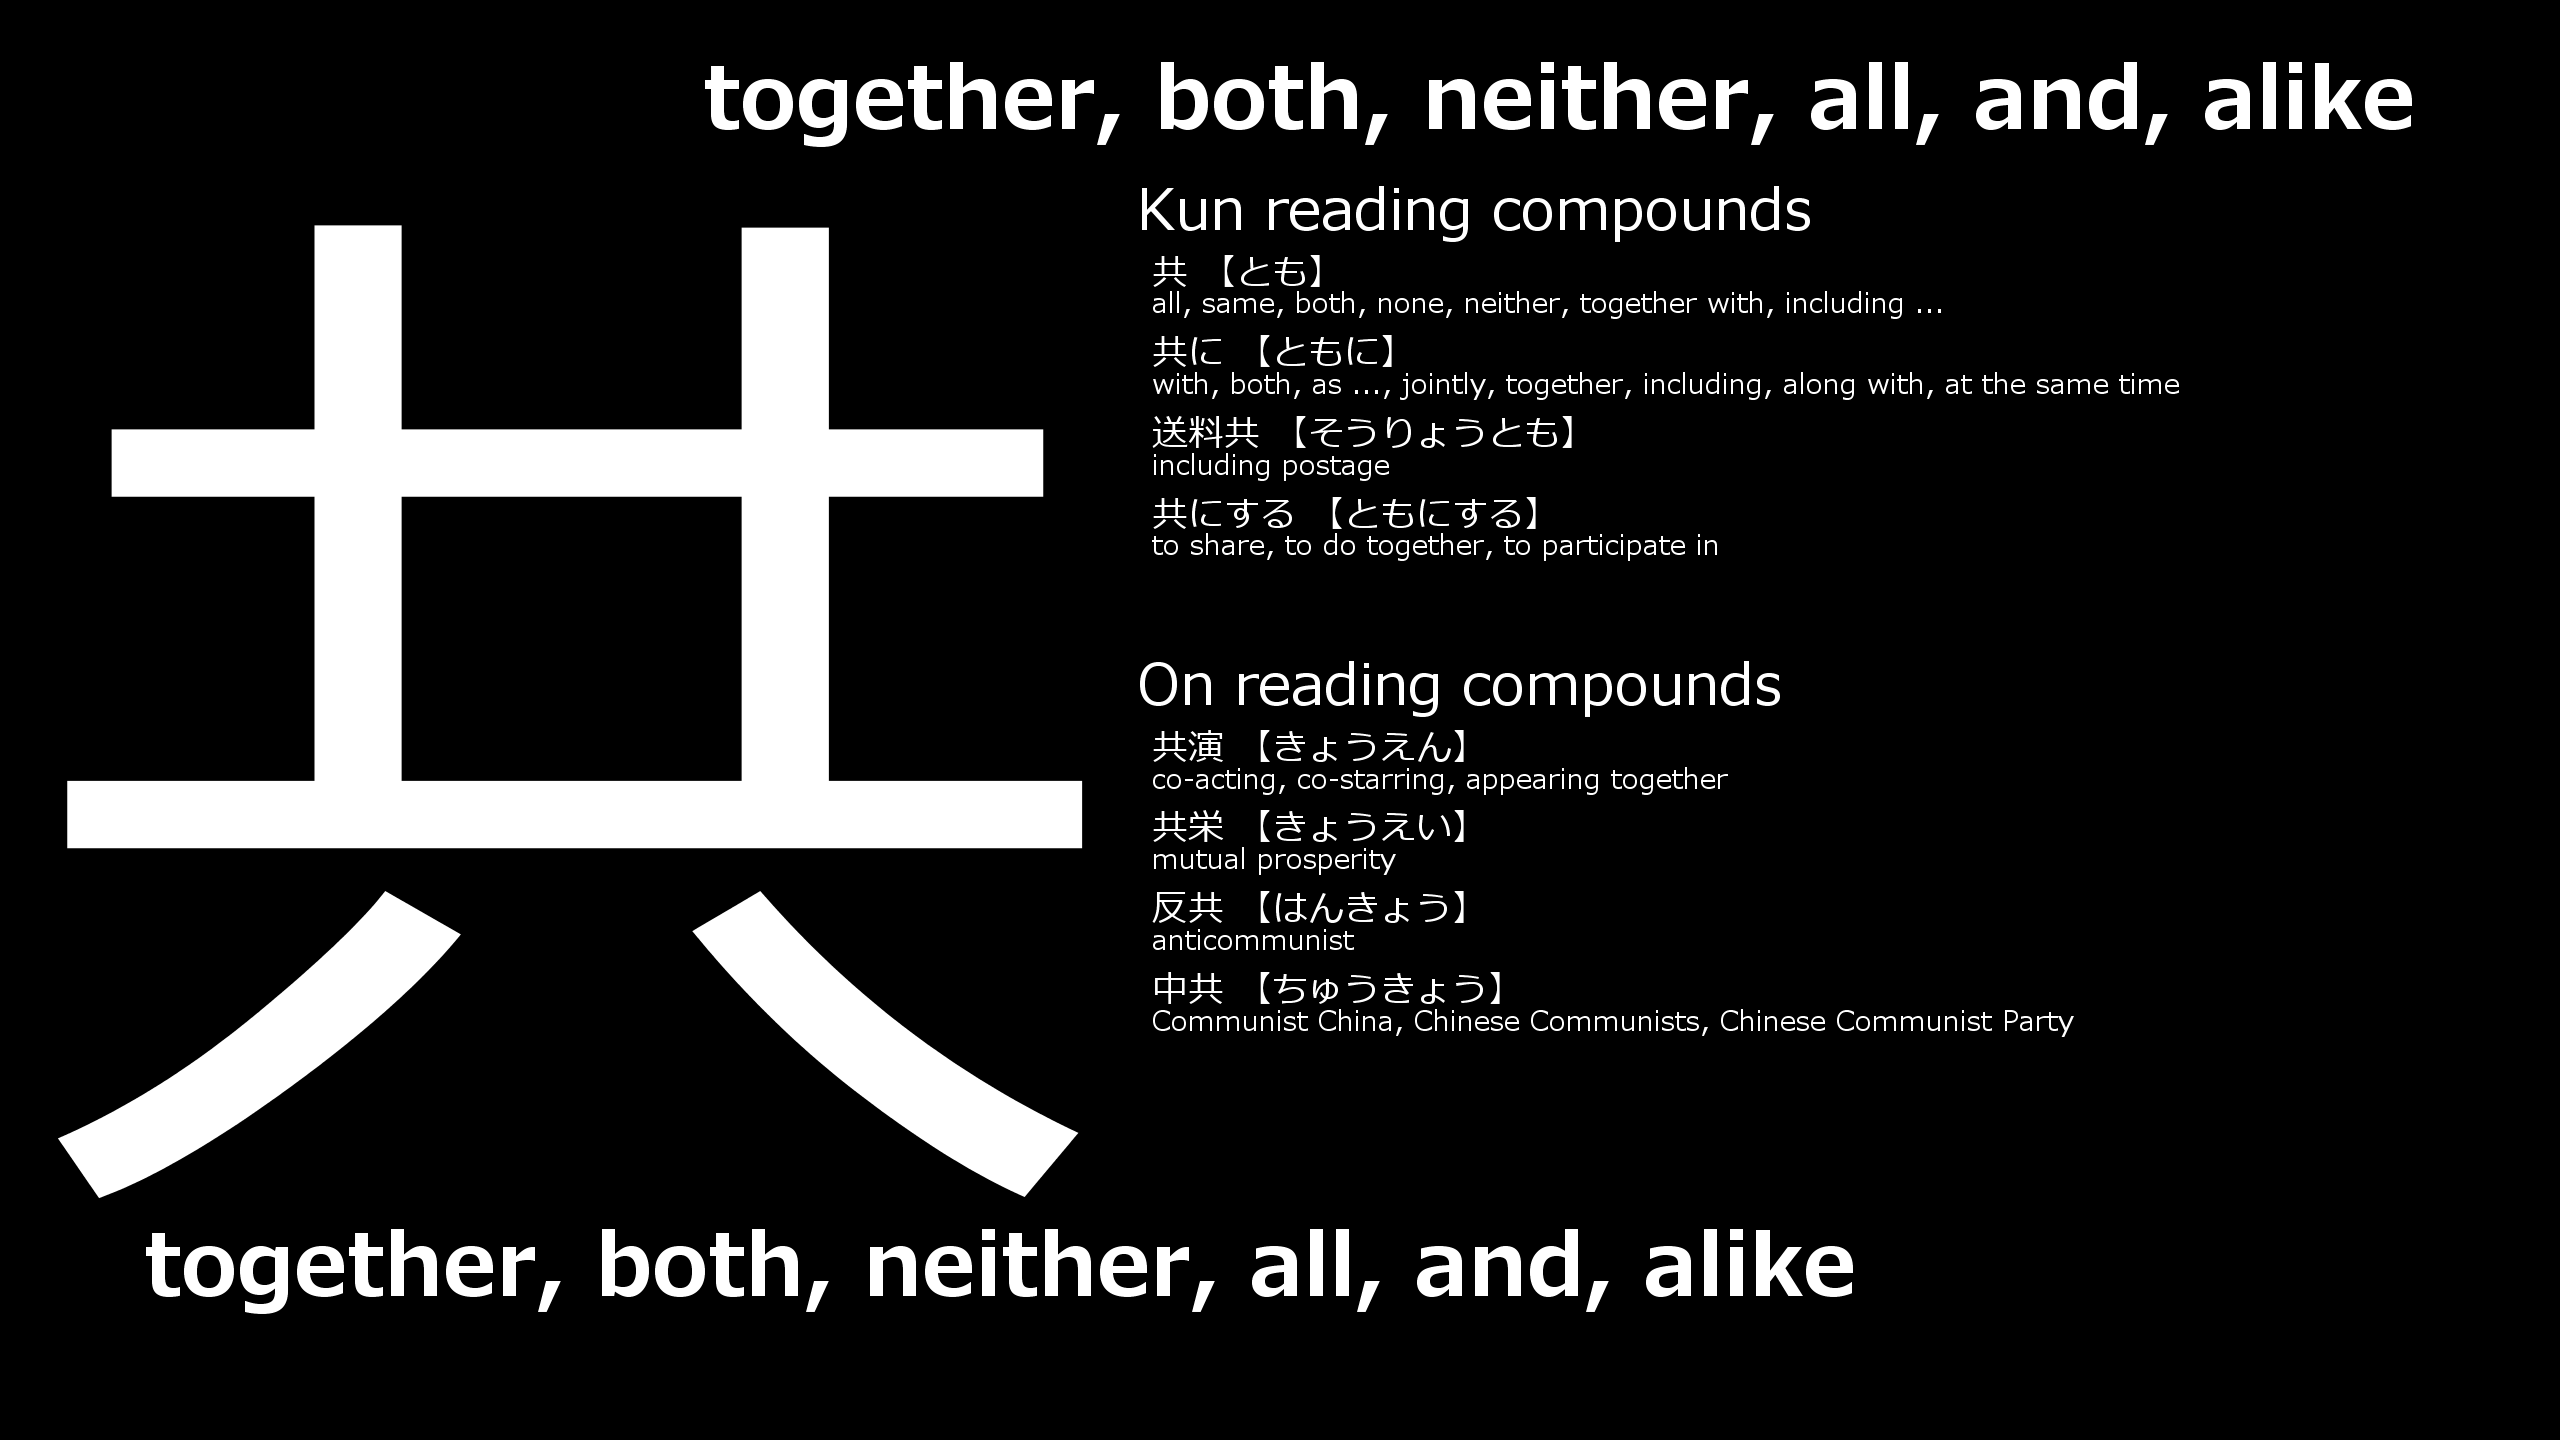 together, both, neither, all, and, alike
共
Kun reading compounds
共 【とも】
all, same, both, none, neither, together with, including ...
共に 【ともに】
with, both, as ..., jointly, together, including, along with, at the same time
送料共 【そうりょうとも】
including postage
共にする 【ともにする】
to share, to do together, to participate in
On reading compounds
共演 【きょうえん】
co-acting, co-starring, appearing together
共栄 【きょうえい】
mutual prosperity
反共 【はんきょう】
anticommunist
中共 【ちゅうきょう】
Communist China, Chinese Communists, Chinese Communist Party
together, both, neither, all, and, alike